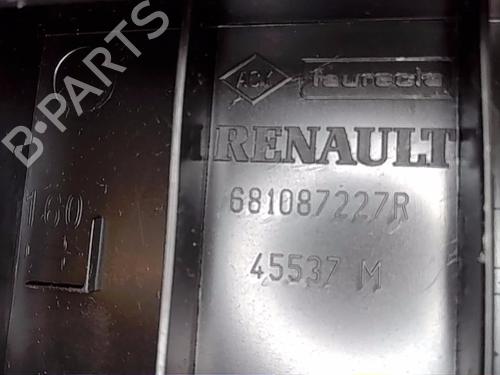 B-PARTS
faurecia
RENAULT
681087227R
45537 M
160